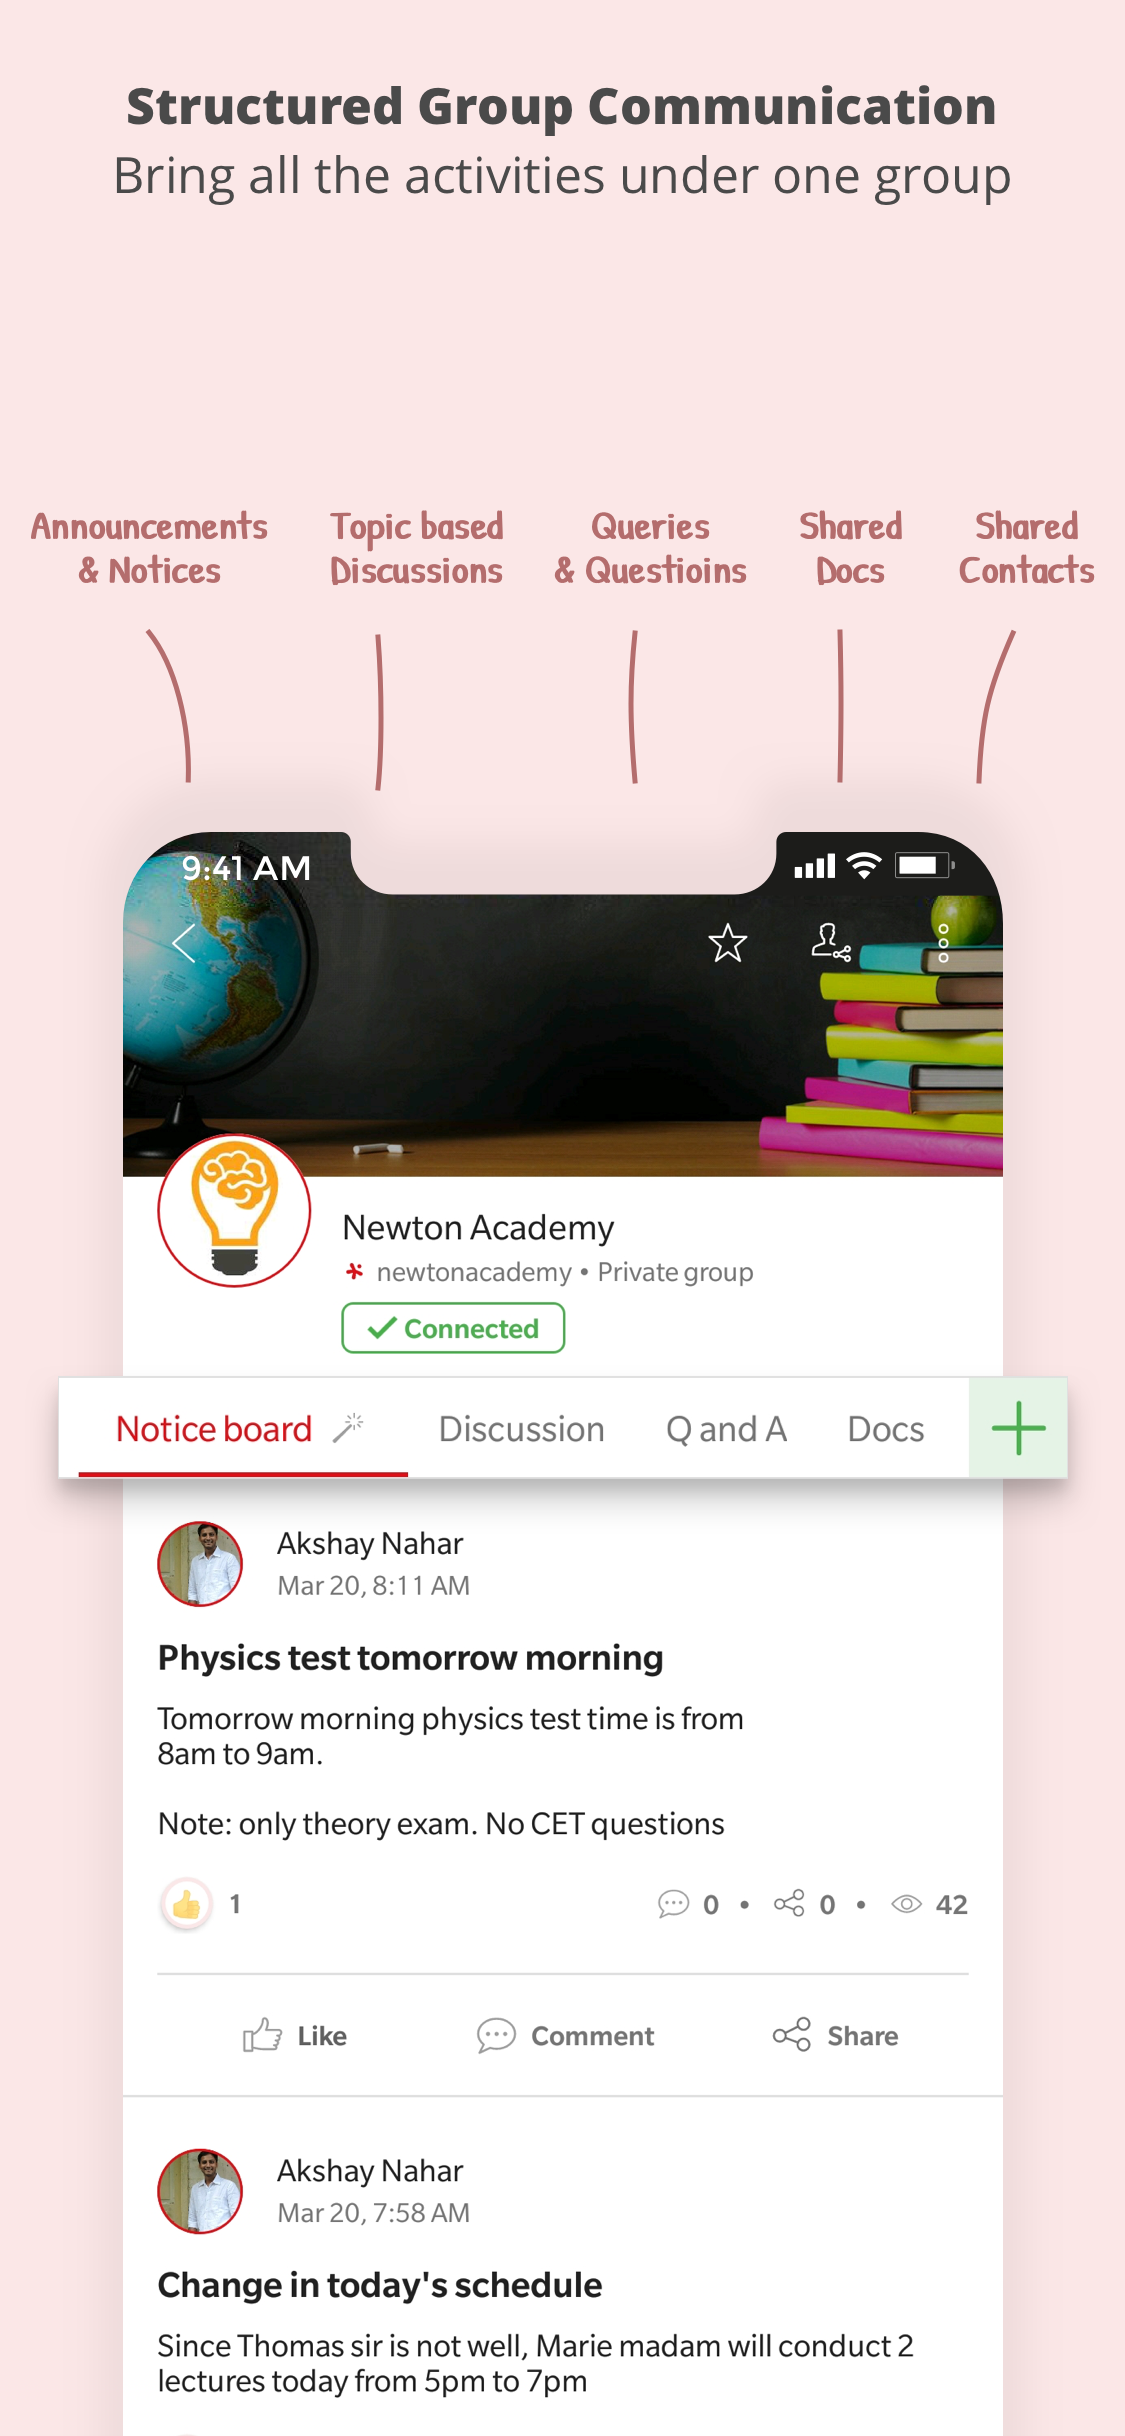 Structured Group Communication
Bring all the activities under one group
Announcements
& Notices
Topic based
Discussions
Queries
& Questioins
Shared
Docs
Shared
Contacts
9:41 AM
Newton Academy
newtonacademy • Private group
Connected
Notice board
Discussion
Q and A
Docs
Akshay Nahar
Mar 20, 8:11 AM
Physics test tomorrow morning
Tomorrow morning physics test time is from
8am to 9am.
Note: only theory exam. No CET questions
1
0 • 0 • 42
Like
Comment
Share
Akshay Nahar
Mar 20, 7:58 AM
Change in today's schedule
Since Thomas sir is not well, Marie madam will conduct 2
lectures today from 5pm to 7pm